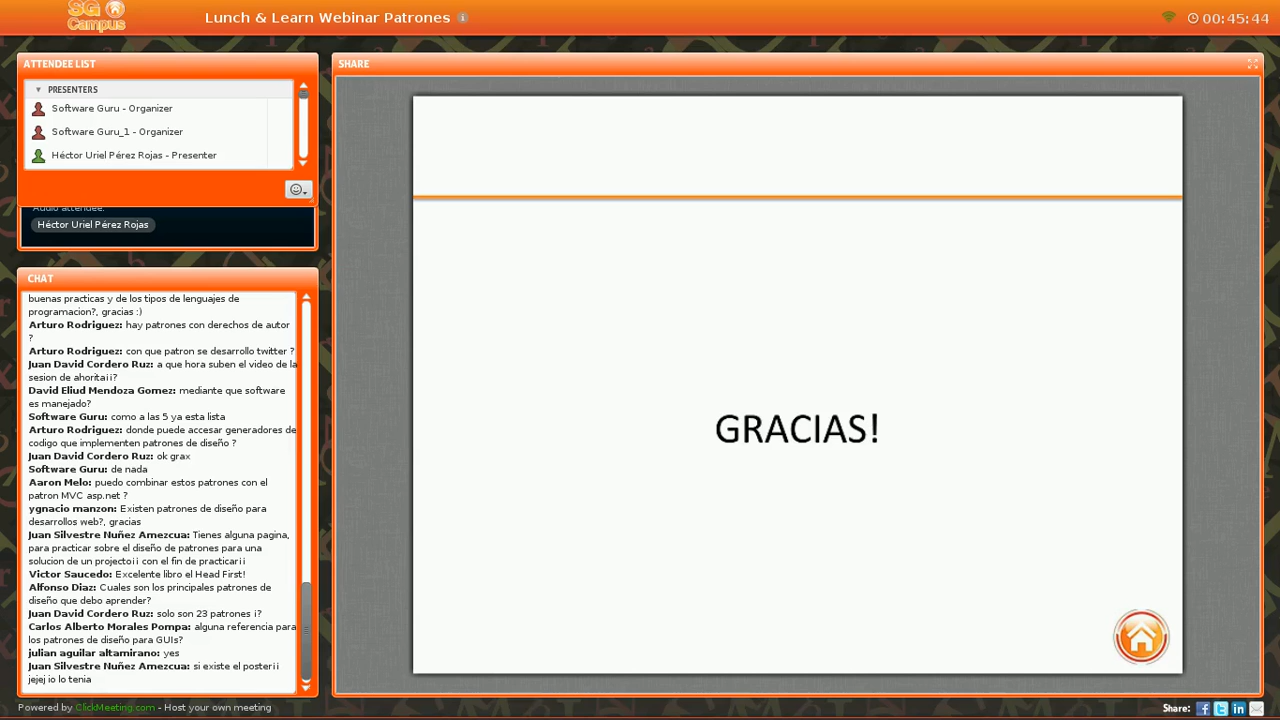 SG
Campus
Lunch & Learn Webinar Patrones
00:45:44
ATTENDEE LIST
PRESENTERS
Software Guru - Organizer
Software Guru_1 - Organizer
Héctor Uriel Pérez Rojas - Presenter
Audio attendee:
Héctor Uriel Pérez Rojas
CHAT
buenas practicas y de los tipos de lenguajes de
programacion?, gracias :)
Arturo Rodriguez: hay patrones con derechos de autor
?
Arturo Rodriguez: con que patron se desarrollo twitter ?
Juan David Cordero Ruz: a que hora suben el video de la
sesion de ahorita¡¡?
David Eliud Mendoza Gomez: mediante que software
es manejado?
Software Guru: como a las 5 ya esta lista
Arturo Rodriguez: donde puede accesar generadores de
codigo que implementen patrones de diseño ?
Juan David Cordero Ruz: ok grax
Software Guru: de nada
Aaron Melo: puedo combinar estos patrones con el
patron MVC asp.net ?
ygnacio manzon: Existen patrones de diseño para
desarrollos web?, gracias
Juan Silvestre Nuñez Amezcua: Tienes alguna pagina,
para practicar sobre el diseño de patrones para una
solucion de un projecto¡¡ con el fin de practicar¡¡
Victor Saucedo: Excelente libro el Head First!
Alfonso Diaz: Cuales son los principales patrones de
diseño que debo aprender?
Juan David Cordero Ruz: solo son 23 patrones ¡?
Carlos Alberto Morales Pompa: alguna referencia para
los patrones de diseño para GUIs?
julian aguilar altamirano: yes
Juan Silvestre Nuñez Amezcua: si existe el poster¡¡
jejej io lo tenia
SHARE
GRACIAS!
Powered by ClickMeeting.com - Host your own meeting
Share: